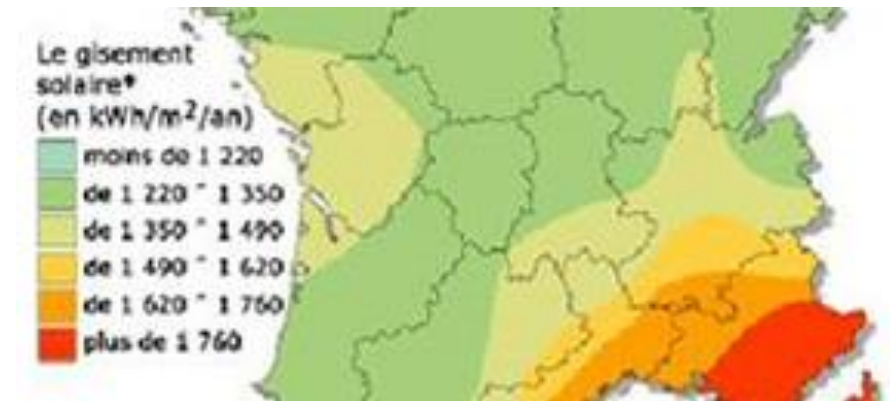 Le gisement
solaire*
(en kWh/m²/an)
moins de 1 220
de 1 220 - 1 350
de 1 350 - 1 490
de 1 490 - 1 620
de 1 620 - 1 760
plus de 1 760